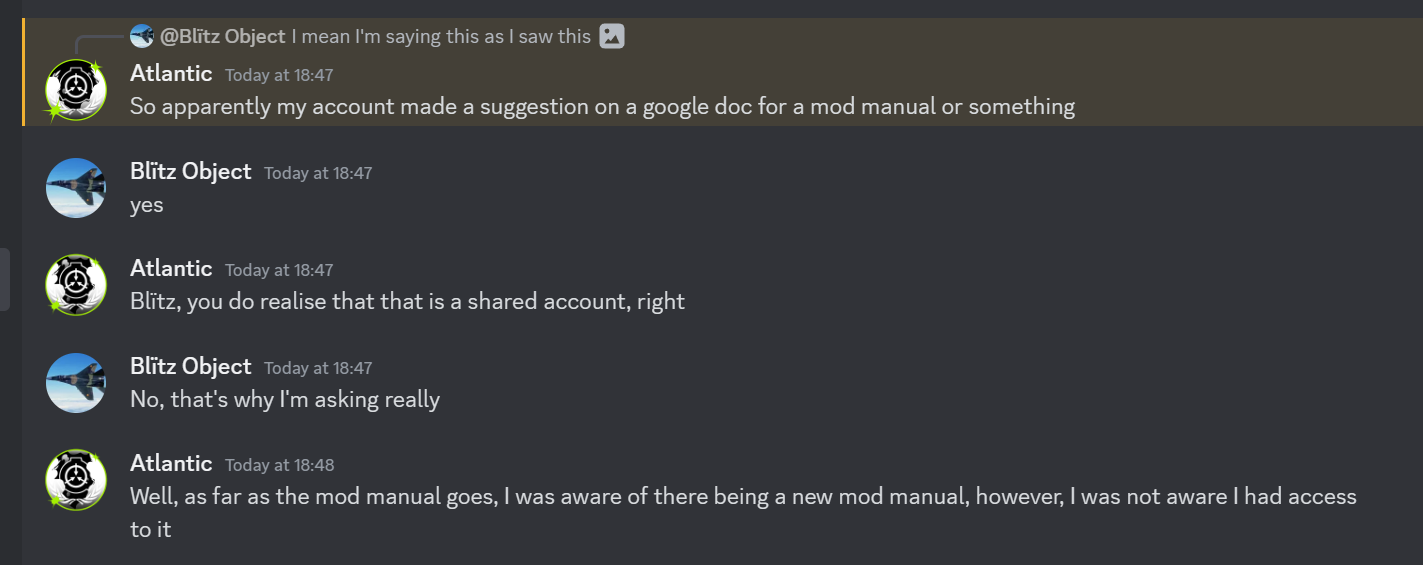 @Blïtz Object I mean I'm saying this as I saw this
Atlantic Today at 18:47
So apparently my account made a suggestion on a google doc for a mod manual or something
Blïtz Object Today at 18:47
yes
Atlantic Today at 18:47
Blïtz, you do realise that that is a shared account, right
Blïtz Object Today at 18:47
No, that's why I'm asking really
Atlantic Today at 18:48
Well, as far as the mod manual goes, I was aware of there being a new mod manual, however, I was not aware I had access
to it